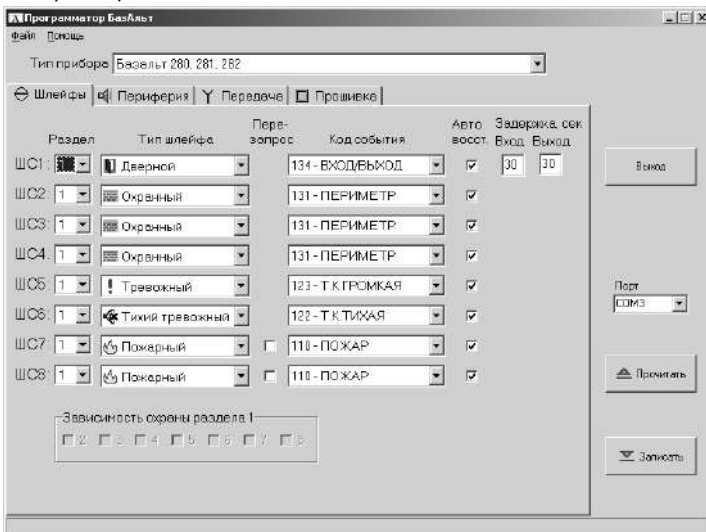 Программатор БазАльт
Файл Помощь
Тип прибора Базальт 280, 281, 282
Шлейфы Периферия Передача Прошивка
Раздел Тип шлейфа Пере-запрос Код события Авто восст. Задержка, сек Вход Выход
ШС1: 1 Дверной 134 - ВХОД/ВЫХОД 30 30
ШС2: 1 Охранный 131 - ПЕРИМЕТР
ШС3: 1 Охранный 131 - ПЕРИМЕТР
ШС4: 1 Охранный 131 - ПЕРИМЕТР
ШС5: 1 Тревожный 123 - Т.К.ГРОМКАЯ
ШС6: 1 Тихий тревожный 122 - Т.К.ТИХАЯ
ШС7: 1 Пожарный 110 - ПОЖАР
ШС8: 1 Пожарный 110 - ПОЖАР
Зависимость охраны раздела 1
2 3 4 5 6 7 8
Выход
Порт
COM3
Прочитать
Записать